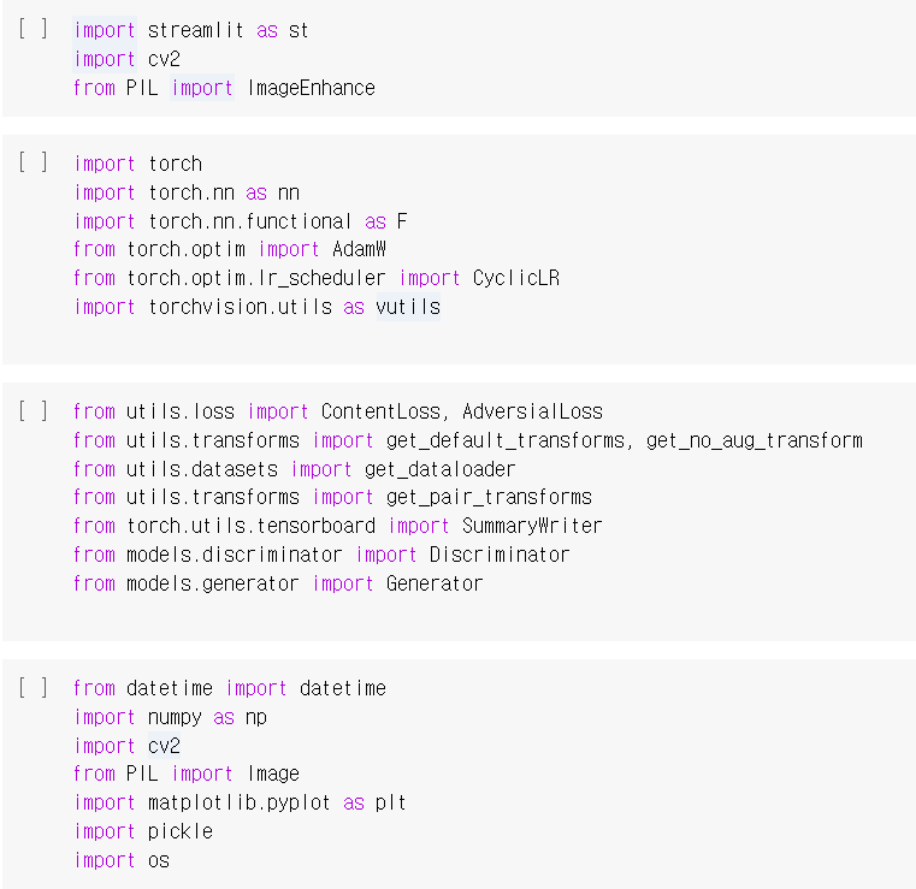 [ ] import streamlit as st
import cv2
from PIL import ImageEnhance
[ ] import torch
import torch.nn as nn
import torch.nn.functional as F
from torch.optim import AdamW
from torch.optim.lr_scheduler import CyclicLR
import torchvision.utils as vutils
[ ] from utils.loss import ContentLoss, AdversialLoss
from utils.transforms import get_default_transforms, get_no_aug_transform
from utils.datasets import get_dataloader
from utils.transforms import get_pair_transforms
from torch.utils.tensorboard import SummaryWriter
from models.discriminator import Discriminator
from models.generator import Generator
[ ] from datetime import datetime
import numpy as np
import cv2
from PIL import Image
import matplotlib.pyplot as plt
import pickle
import os